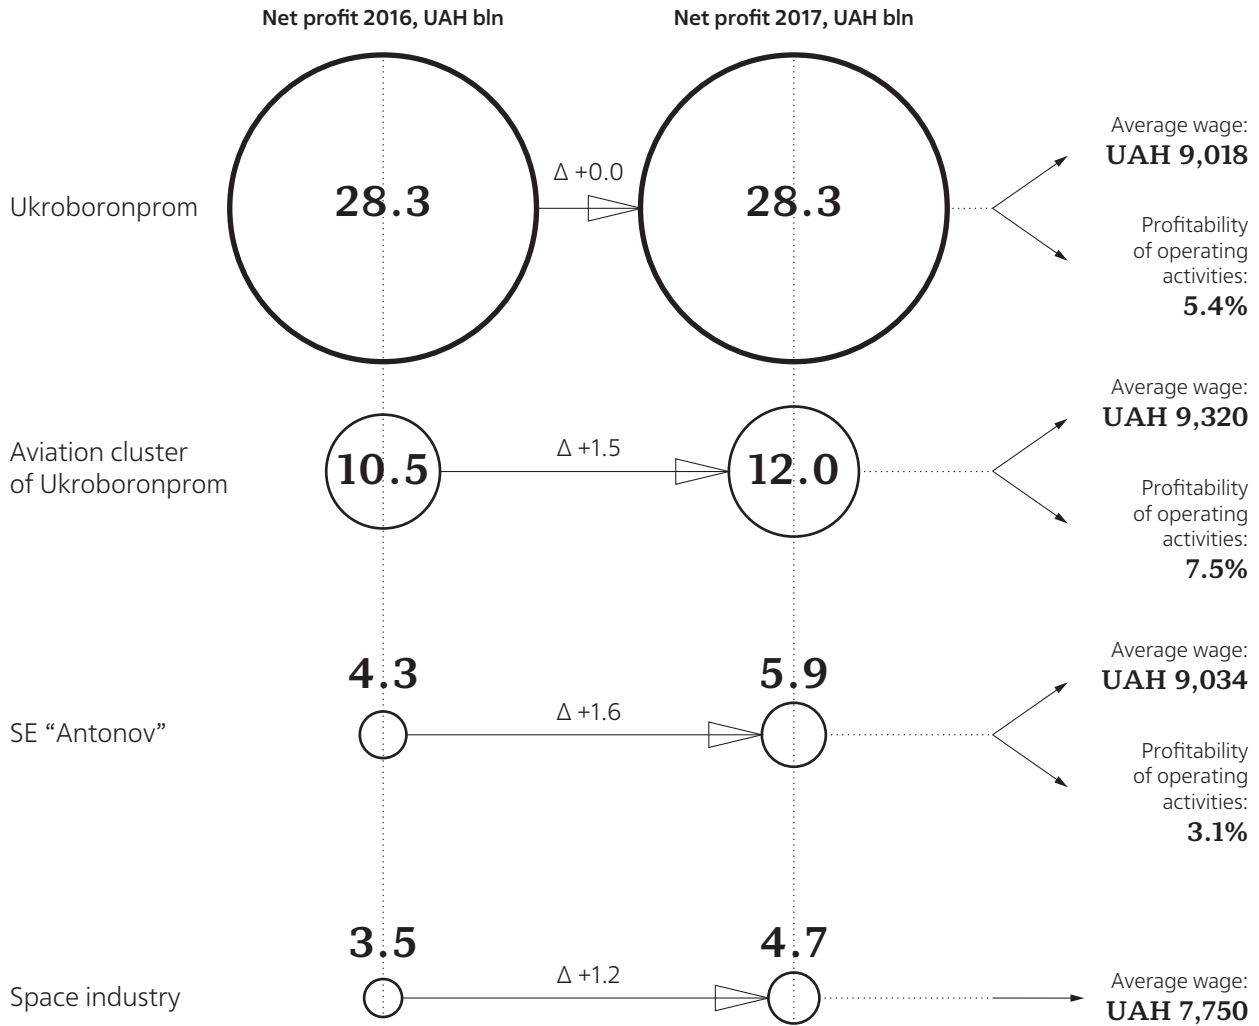 Net profit 2016, UAH bln
Net profit 2017, UAH bln
Ukroboronprom
28.3
Δ +0.0
28.3
Average wage:
UAH 9,018
Profitability
of operating
activities:
5.4%
Aviation cluster
of Ukroboronprom
10.5
Δ +1.5
12.0
Average wage:
UAH 9,320
Profitability
of operating
activities:
7.5%
SE “Antonov”
4.3
Δ +1.6
5.9
Average wage:
UAH 9,034
Profitability
of operating
activities:
3.1%
Space industry
3.5
Δ +1.2
4.7
Average wage:
UAH 7,750